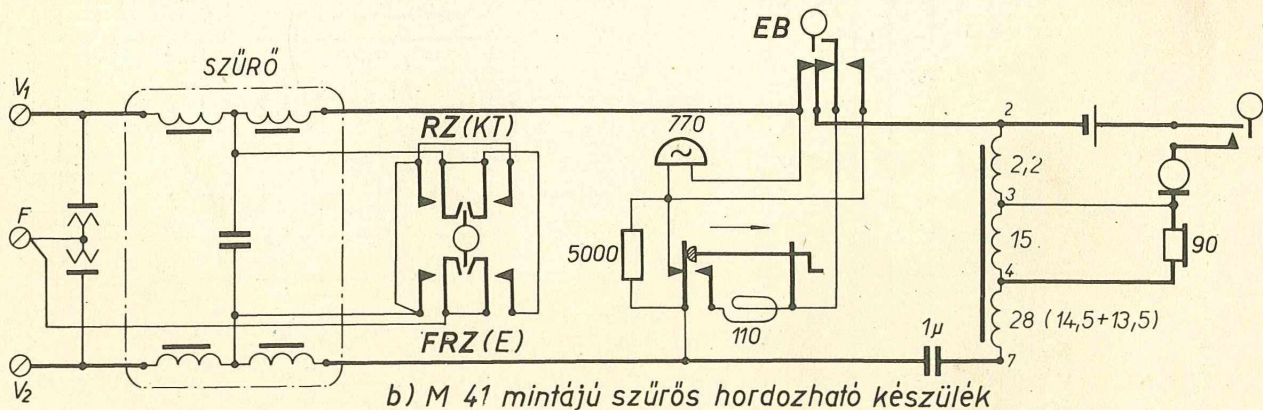 EB
SZŰRŐ
V1
RZ(KT)
770
2
2,2
3
F
5000
15
90
4
110
28 (14,5+13,5)
FRZ(E)
1µ
7
V2
b) M 41 mintájú szűrős hordozható készülék